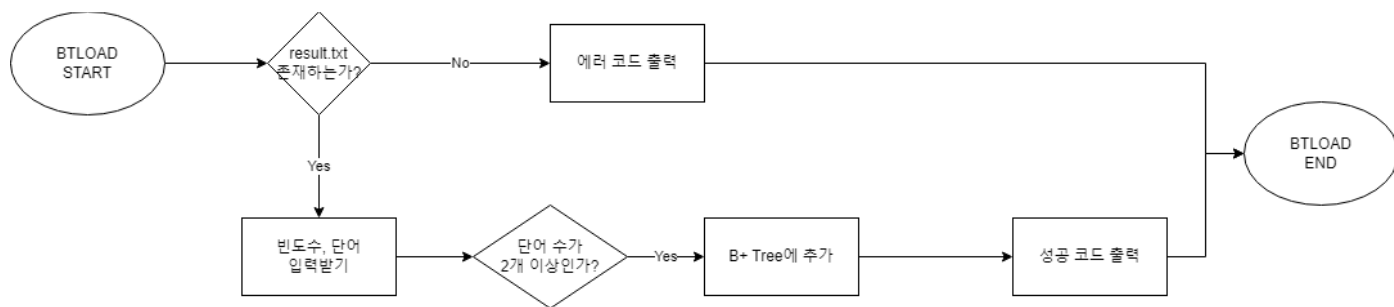 BTLOAD
START
result.txt
존재하는가?
No
에러 코드 출력
BTLOAD
END
Yes
빈도수, 단어
입력받기
단어 수가
2개 이상인가?
Yes
B+ Tree에 추가
성공 코드 출력